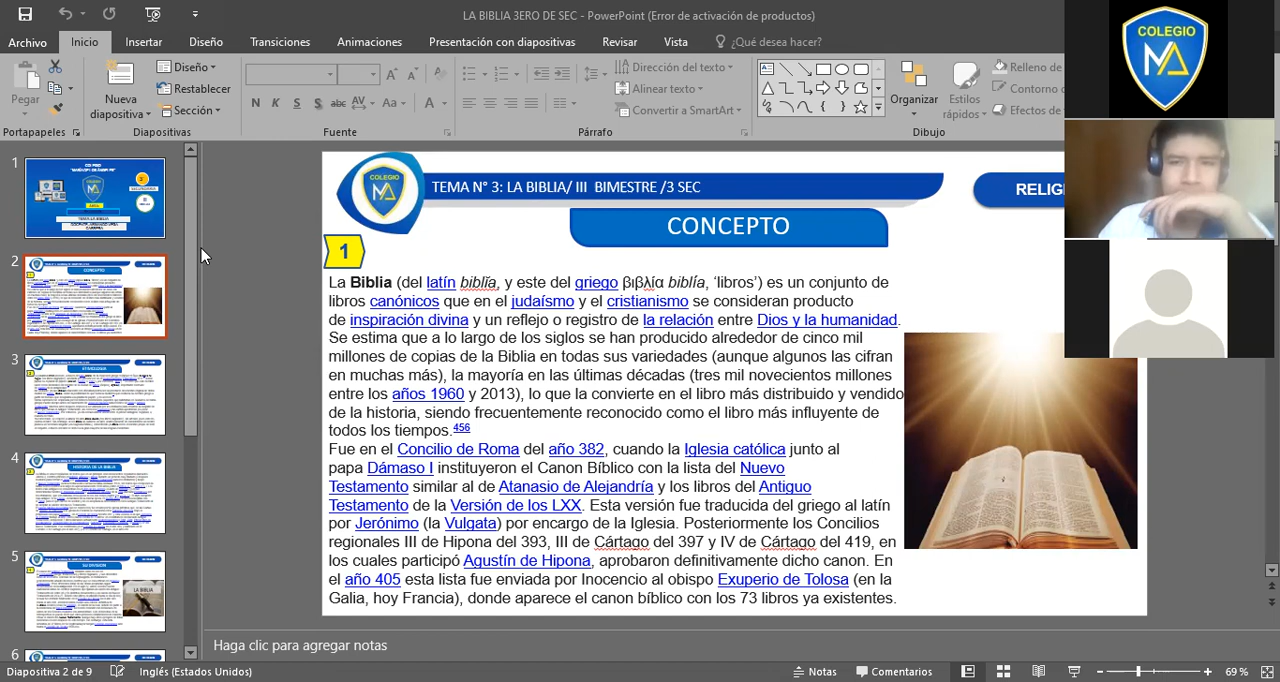 LA BIBLIA 3ERO DE SEC - PowerPoint (Error de activación de productos)
Archivo Inicio Insertar Diseño Transiciones Animaciones Presentación con diapositivas Revisar Vista ¿Qué desea hacer?
Pegar
Nueva diapositiva
Diseño
Restablecer
Sección
N K S S abc AV Aa A
Dirección del texto
Alinear texto
Convertir a SmartArt
Organizar
Estilos rápidos
Relleno de
Contorno
Efectos de
Portapapeles Diapositivas Fuente Párrafo Dibujo
COLEGIO
1
2
3
4
5
6
COLEGIO
TEMA N° 3: LA BIBLIA/ III BIMESTRE /3 SEC
RELIG
CONCEPTO
1
La Biblia (del latín biblia, y este del griego βιβλία biblía, 'libros') es un conjunto de
libros canónicos que en el judaísmo y el cristianismo se consideran producto
de inspiración divina y un reflejo o registro de la relación entre Dios y la humanidad.
Se estima que a lo largo de los siglos se han producido alrededor de cinco mil
millones de copias de la Biblia en todas sus variedades (aunque algunos las cifran
en muchas más), la mayoría en las últimas décadas (tres mil quinientos millones
entre los años 1960 y 2013), lo que la convierte en el libro más distribuido y vendido
de la historia, siendo frecuentemente reconocido como el libro más influyente de
todos los tiempos.456
Fue en el Concilio de Roma del año 382, cuando la Iglesia católica junto al
papa Dámaso I instituyeron el Canon Bíblico con la lista del Nuevo
Testamento similar al de Atanasio de Alejandría y los libros del Antiguo
Testamento de la Versión de los LXX. Esta versión fue traducida del griego al latín
por Jerónimo (la Vulgata) por encargo de la Iglesia. Posteriormente los concilios
regionales III de Hipona del 393, III de Cártago del 397 y IV de Cártago del 419, en
los cuales participó Agustín de Hipona, aprobaron definitivamente dicho canon. En
el año 405 esta lista fue enviada por Inocencio I al obispo Exuperio de Tolosa (en la
Galia, hoy Francia), donde aparece el canon bíblico con los 73 libros ya existentes.
Haga clic para agregar notas
Diapositiva 2 de 9 Inglés (Estados Unidos) Notas Comentarios 69 %